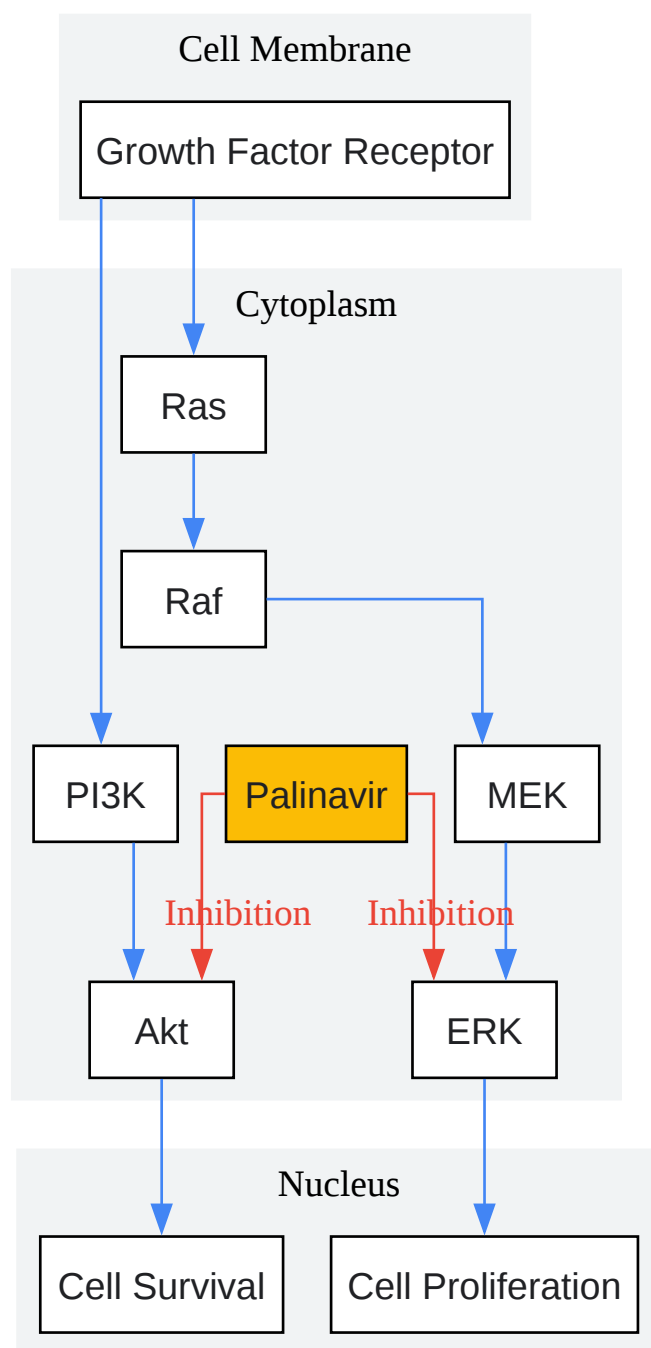 Cell Membrane
Growth Factor Receptor
Cytoplasm
Ras
Raf
PI3K
Palinavir
MEK
Inhibition
Inhibition
Akt
ERK
Nucleus
Cell Survival
Cell Proliferation